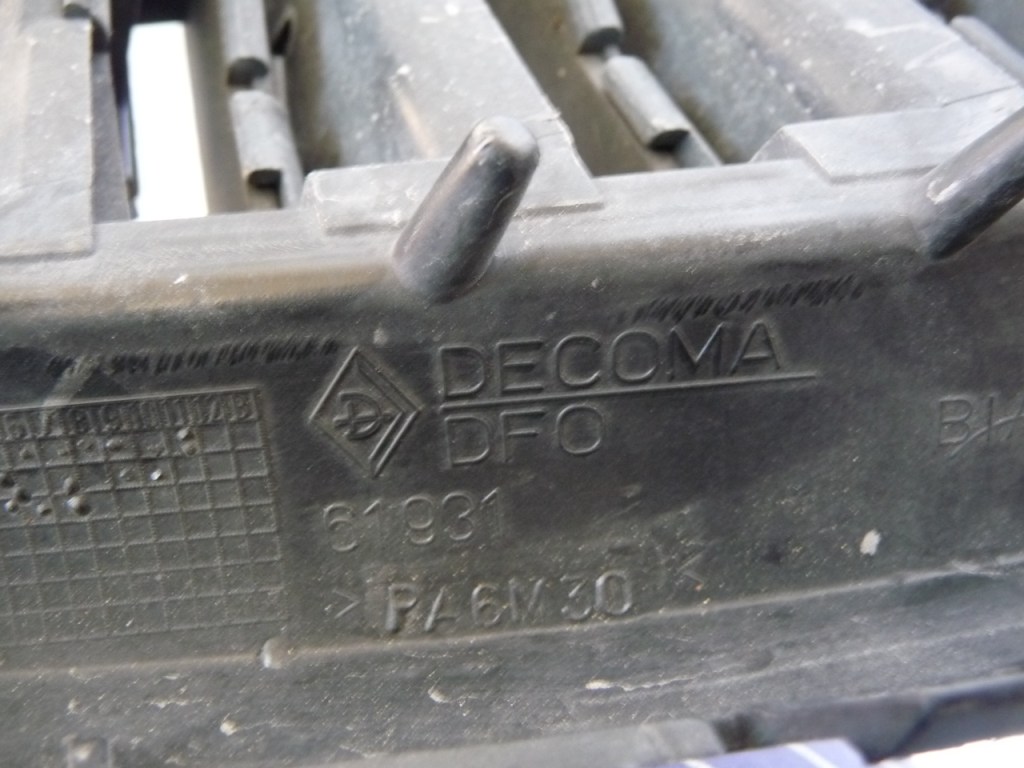 DECOMA
DFO
61931
>PA6M30<